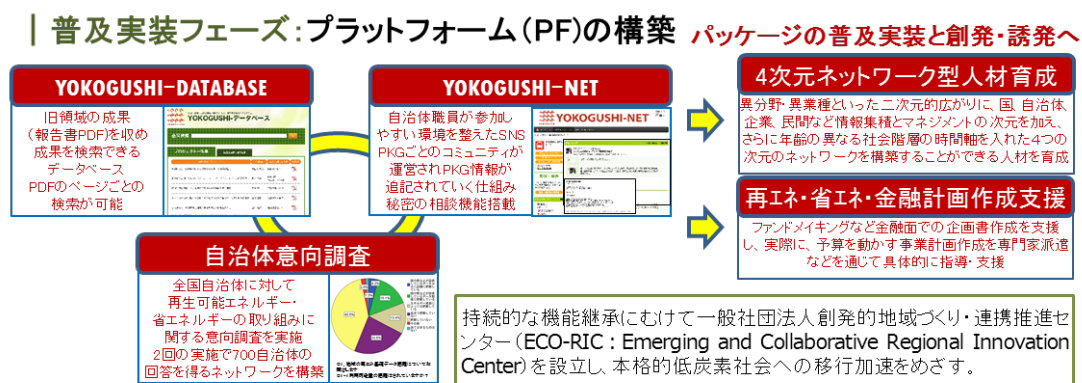 普及実装フェーズ:プラットフォーム(PF)の構築 パッケージの普及実装と創発・誘発へ
YOKOGUSHI-DATABASE
旧領域の成果
(報告書PDF)を収め
成果を検索できる
データベース
PDFのページごとの
検索が可能
YOKOGUSHI-データベース
YOKOGUSHI-NET
自治体職員が参加し
やすい環境を整えたSNS
PKGごとのコミュニティが
運営されPKG情報が
追記されていく仕組み
秘密の相談機能搭載
YOKOGUSHI-NET
自治体意向調査
全国自治体に対して
再生可能エネルギー・
省エネルギーの取り組みに
関する意向調査を実施
2回の実施で700自治体の
回答を得るネットワークを構築
4次元ネットワーク型人材育成
異分野・異業種といった二次元的広がりに、国、自治体、
企業、民間など情報集積とマネジメントの次元を加え、
さらに年齢の異なる社会階層の時間軸を入れた4つの
次元のネットワークを構築することができる人材を育成
再エネ・省エネ・金融計画作成支援
ファンドメイキングなど金融面での企画書作成を支援
し、実際に、予算を動かす事業計画作成を専門家派遣
などを通じて具体的に指導・支援
持続的な機能継承にむけて一般社団法人創発的地域づくり・連携推進セ
ンター(ECO-RIC:Emerging and Collaborative Regional Innovation
Center)を設立し、本格的低炭素社会への移行加速をめざす。